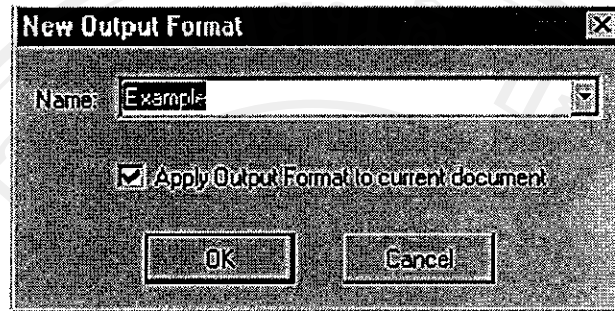 New Output Format
Name: Example
Apply Output Format to current document
OK Cancel